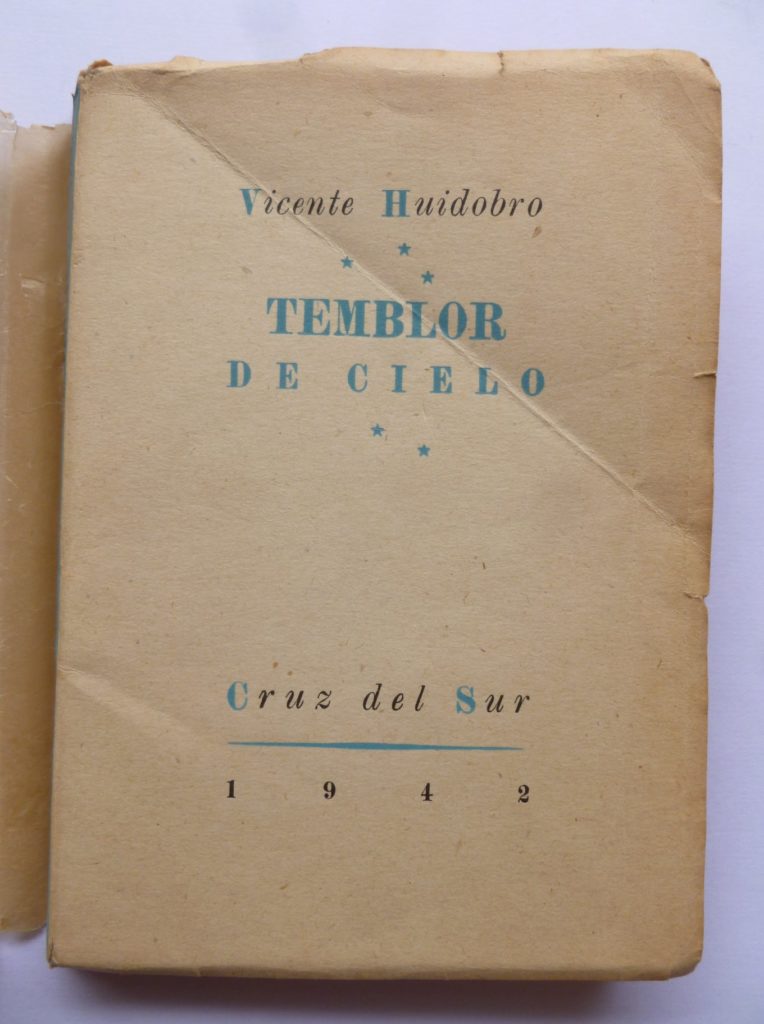 Vicente Huidobro
TEMBLOR
DE CIELO
Cruz del Sur
1942